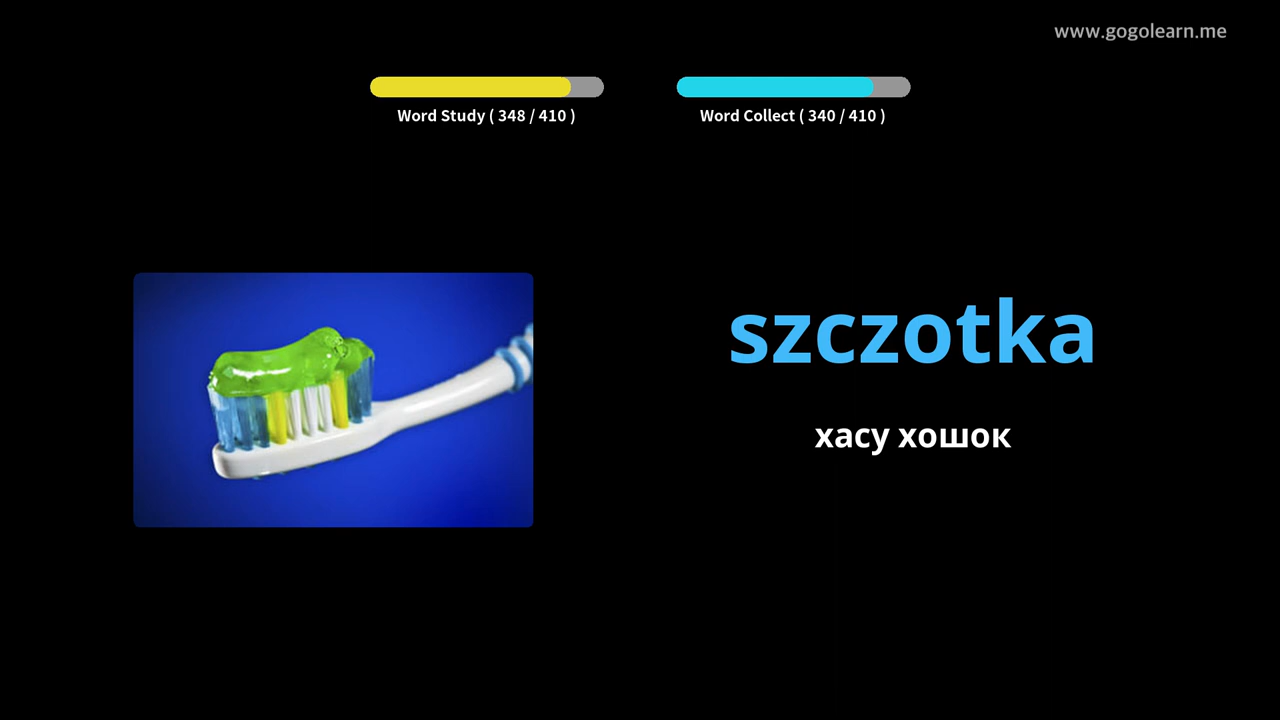 www.gogolearn.me
Word Study ( 348 / 410 )
Word Collect ( 340 / 410 )
szczotka
хасу хошок